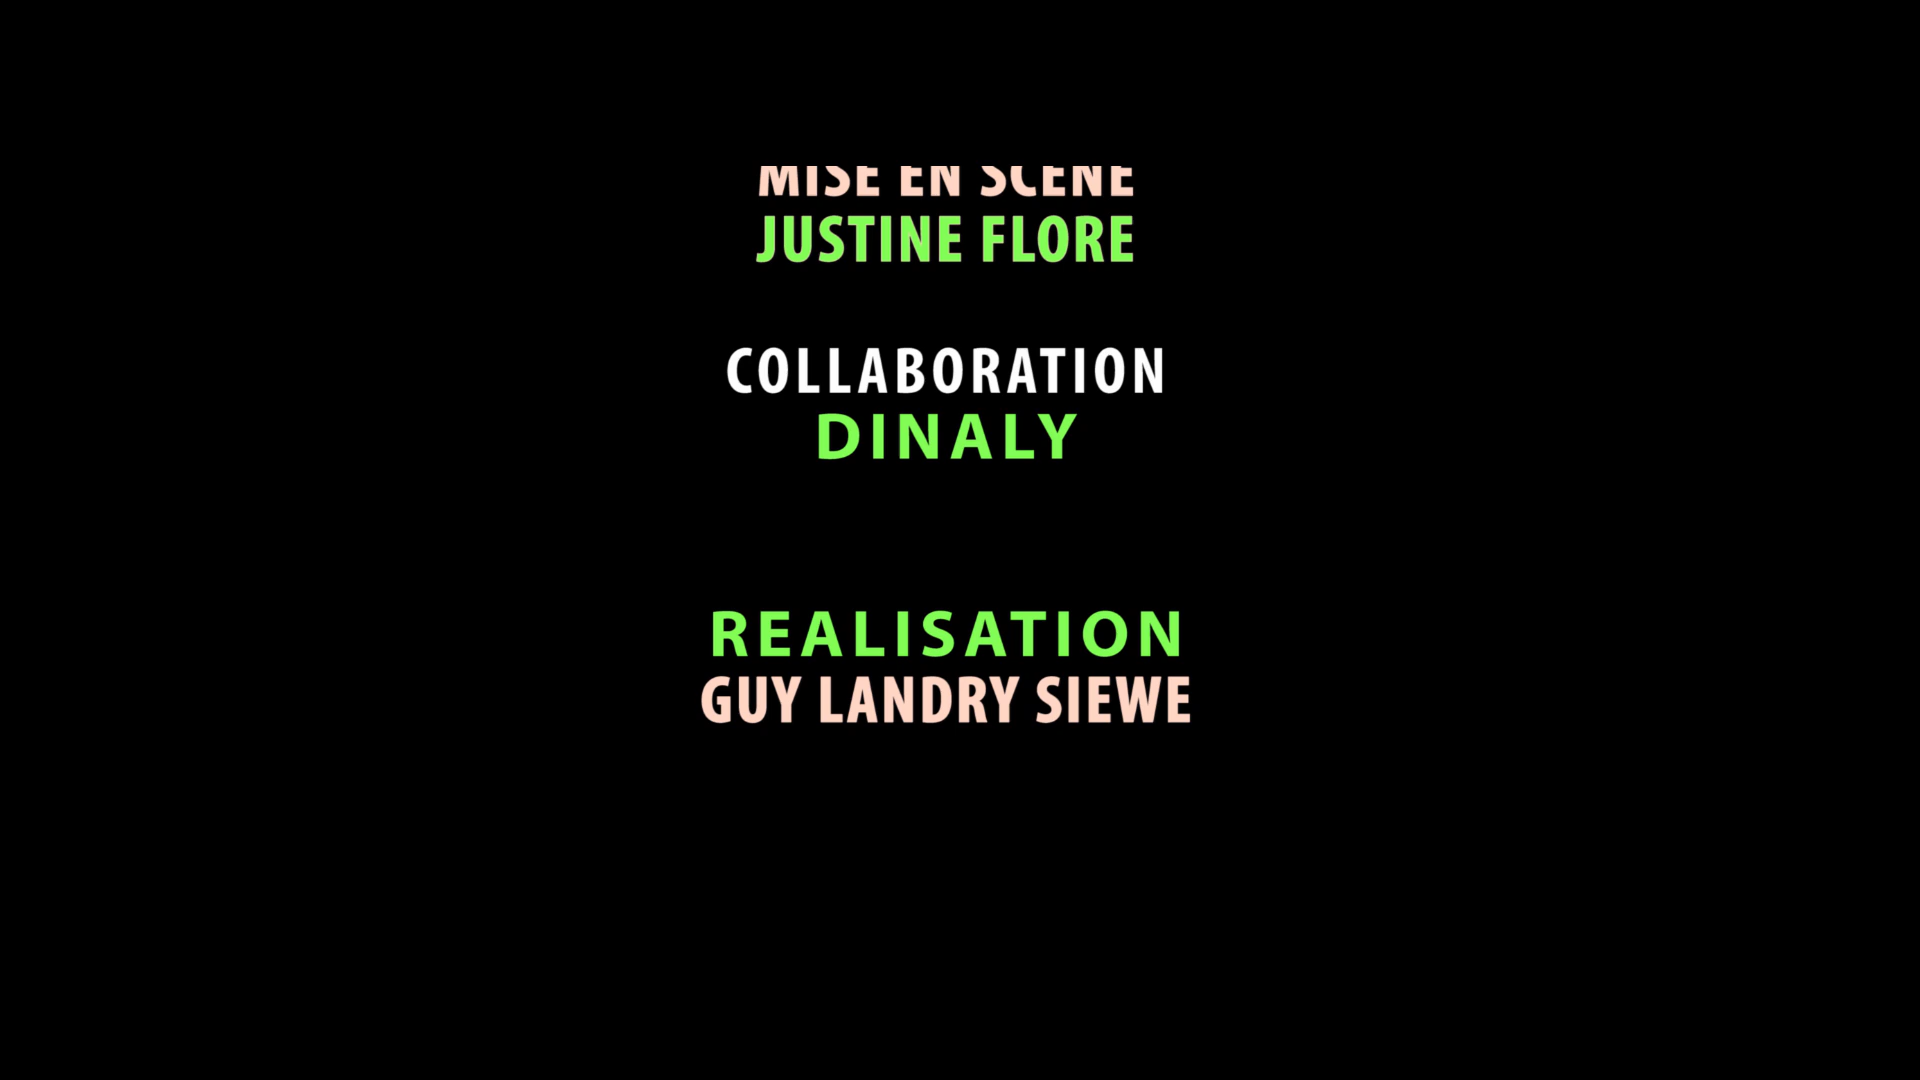 MISE EN SCENE
JUSTINE FLORE
COLLABORATION
DINALY
REALISATION
GUY LANDRY SIEWE